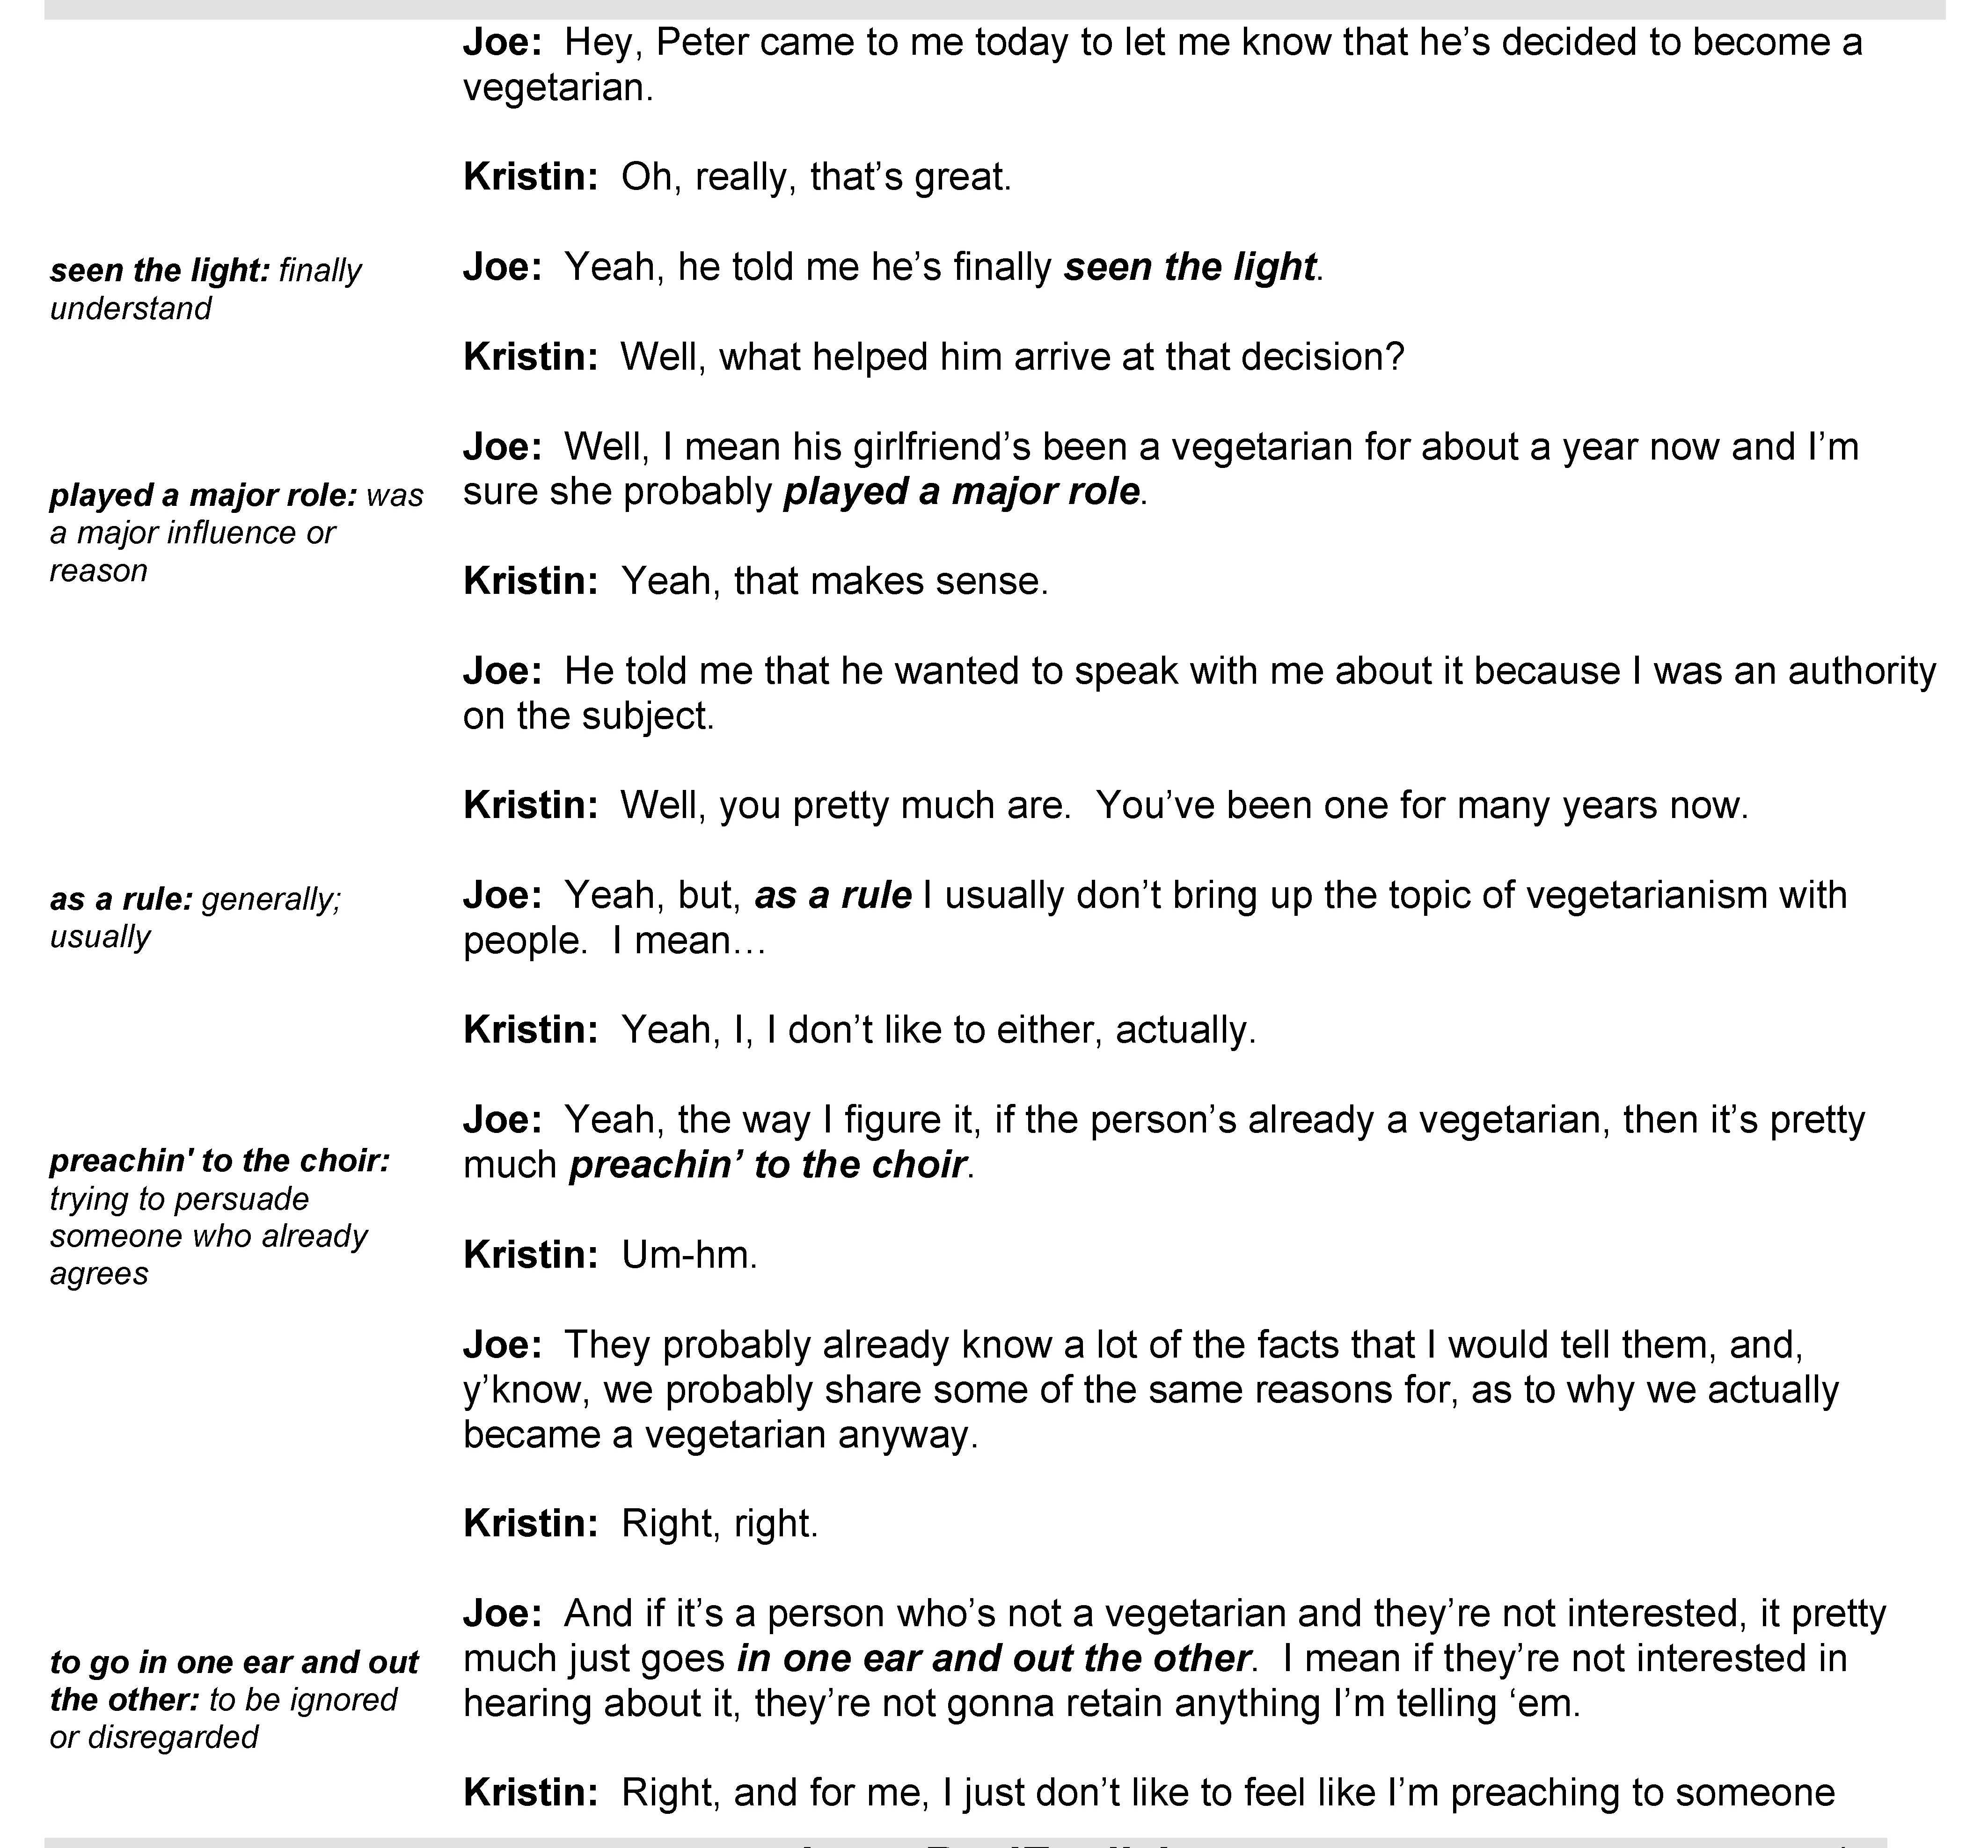 Joe: Hey, Peter came to me today to let me know that he's decided to become a
vegetarian.
Kristin: Oh, really, that's great.
seen the light: finally
understand
Joe: Yeah, he told me he's finally seen the light.
Kristin: Well, what helped him arrive at that decision?
played a major role: was
a major influence or
reason
Joe: Well, I mean his girlfriend's been a vegetarian for about a year now and I'm
sure she probably played a major role.
Kristin: Yeah, that makes sense.
Joe: He told me that he wanted to speak with me about it because I was an authority
on the subject.
Kristin: Well, you pretty much are. You've been one for many years now.
as a rule: generally;
usually
Joe: Yeah, but, as a rule I usually don't bring up the topic of vegetarianism with
people. I mean…
Kristin: Yeah, I, I don't like to either, actually.
preachin' to the choir:
trying to persuade
someone who already
agrees
Joe: Yeah, the way I figure it, if the person's already a vegetarian, then it's pretty
much preachin' to the choir.
Kristin: Um-hm.
Joe: They probably already know a lot of the facts that I would tell them, and,
y'know, we probably share some of the same reasons for, as to why we actually
became a vegetarian anyway.
Kristin: Right, right.
to go in one ear and out
the other: to be ignored
or disregarded
Joe: And if it's a person who's not a vegetarian and they're not interested, it pretty
much just goes in one ear and out the other. I mean if they're not interested in
hearing about it, they're not gonna retain anything I'm telling ‘em.
Kristin: Right, and for me, I just don't like to feel like I'm preaching to someone